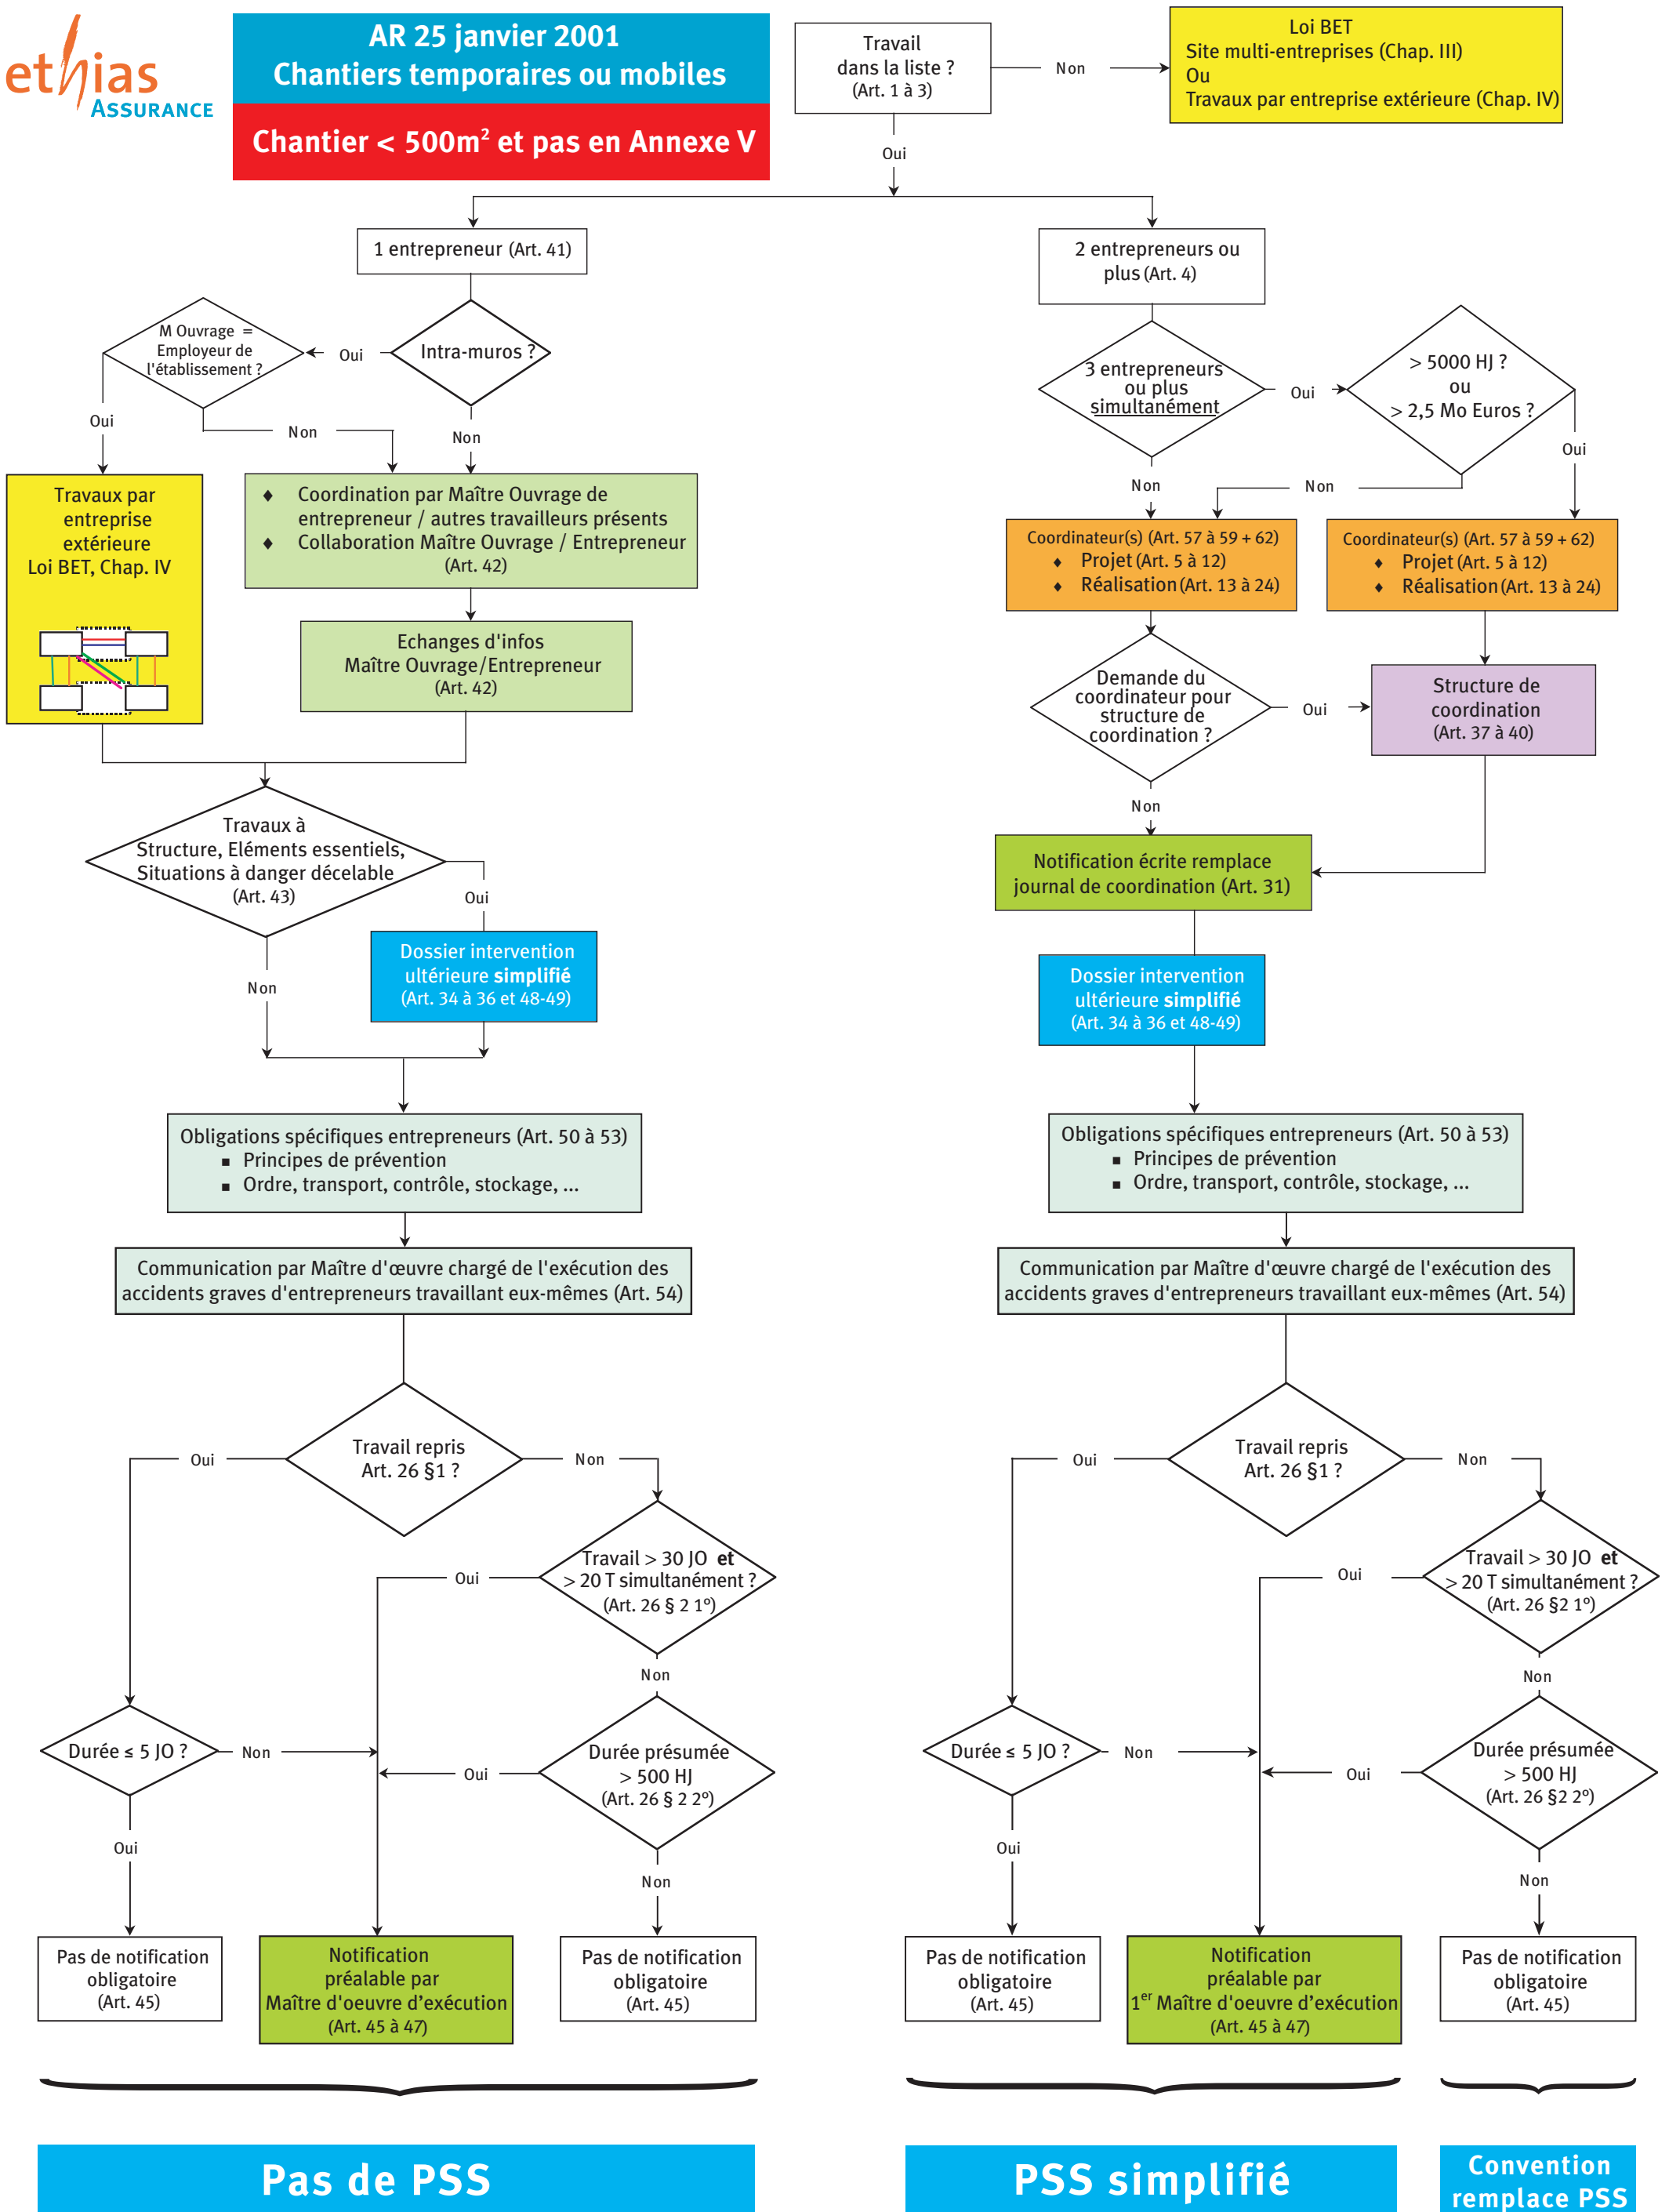 ethias
ASSURANCE
AR 25 janvier 2001
Chantiers temporaires ou mobiles
Chantier < 500m² et pas en Annexe V
Travail
dans la liste ?
(Art. 1 à 3)
Non
Loi BET
Site multi-entreprises (Chap. III)
Ou
Travaux par entreprise extérieure (Chap. IV)
Oui
1 entrepreneur (Art. 41)
Intra-muros ?
Oui
M Ouvrage =
Employeur de
l'établissement ?
Oui
Non
Non
Travaux par
entreprise
extérieure
Loi BET, Chap. IV
♦ Coordination par Maître Ouvrage de
entrepreneur / autres travailleurs présents
♦ Collaboration Maître Ouvrage / Entrepreneur
(Art. 42)
Echanges d'infos
Maître Ouvrage/Entrepreneur
(Art. 42)
Travaux à
Structure, Eléments essentiels,
Situations à danger décelable
(Art. 43)
Oui
Non
Dossier intervention
ultérieure simplifié
(Art. 34 à 36 et 48-49)
Obligations spécifiques entrepreneurs (Art. 50 à 53)
▪ Principes de prévention
▪ Ordre, transport, contrôle, stockage, ...
Communication par Maître d'œuvre chargé de l'exécution des
accidents graves d'entrepreneurs travaillant eux-mêmes (Art. 54)
Travail repris
Art. 26 §1 ?
Oui
Non
Travail > 30 JO et
> 20 T simultanément ?
(Art. 26 § 2 1º)
Oui
Non
Durée ≤ 5 JO ?
Non
Durée présumée
> 500 HJ
(Art. 26 § 2 2º)
Oui
Oui
Non
Pas de notification
obligatoire
(Art. 45)
Notification
préalable par
Maître d'oeuvre d'exécution
(Art. 45 à 47)
Pas de notification
obligatoire
(Art. 45)
Pas de PSS
2 entrepreneurs ou
plus (Art. 4)
3 entrepreneurs
ou plus
simultanément
Oui
> 5000 HJ ?
ou
> 2,5 Mo Euros ?
Oui
Non
Non
Coordinateur(s) (Art. 57 à 59 + 62)
♦ Projet (Art. 5 à 12)
♦ Réalisation (Art. 13 à 24)
Coordinateur(s) (Art. 57 à 59 + 62)
♦ Projet (Art. 5 à 12)
♦ Réalisation (Art. 13 à 24)
Demande du
coordinateur pour
structure de
coordination ?
Oui
Structure de
coordination
(Art. 37 à 40)
Non
Notification écrite remplace
journal de coordination (Art. 31)
Dossier intervention
ultérieure simplifié
(Art. 34 à 36 et 48-49)
Obligations spécifiques entrepreneurs (Art. 50 à 53)
▪ Principes de prévention
▪ Ordre, transport, contrôle, stockage, ...
Communication par Maître d'œuvre chargé de l'exécution des
accidents graves d'entrepreneurs travaillant eux-mêmes (Art. 54)
Travail repris
Art. 26 §1 ?
Oui
Non
Travail > 30 JO et
> 20 T simultanément ?
(Art. 26 §2 1º)
Oui
Non
Durée ≤ 5 JO ?
Non
Durée présumée
> 500 HJ
(Art. 26 §2 2º)
Oui
Oui
Non
Pas de notification
obligatoire
(Art. 45)
Notification
préalable par
1er Maître d'oeuvre d'exécution
(Art. 45 à 47)
Pas de notification
obligatoire
(Art. 45)
PSS simplifié
Convention
remplace PSS